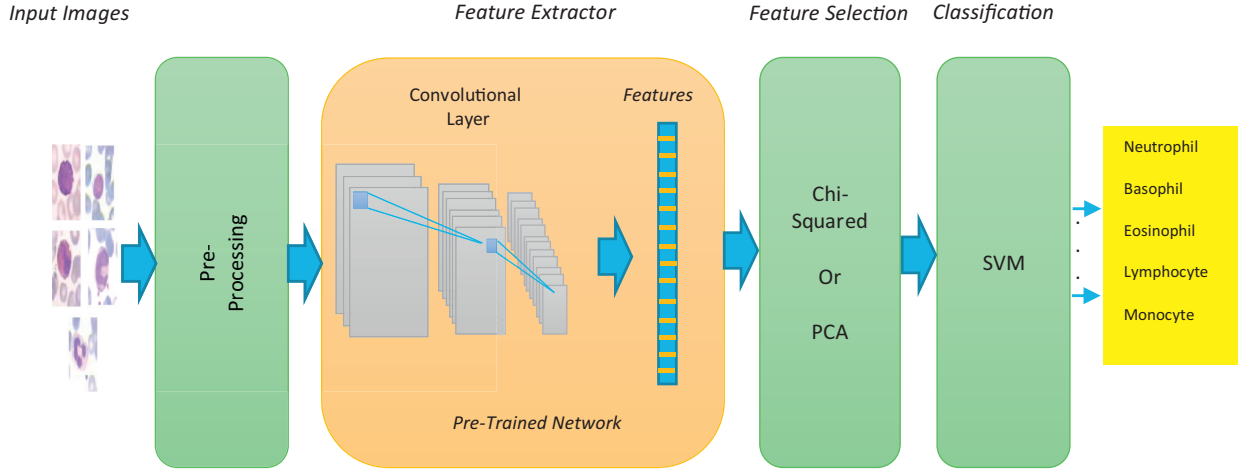 Input Images
Feature Extractor
Feature Selection
Classification
Pre-
Processing
Convolutional
Layer
Features
Pre-Trained Network
Chi-
Squared
Or
PCA
SVM
Neutrophil
Basophil
Eosinophil
Lymphocyte
Monocyte